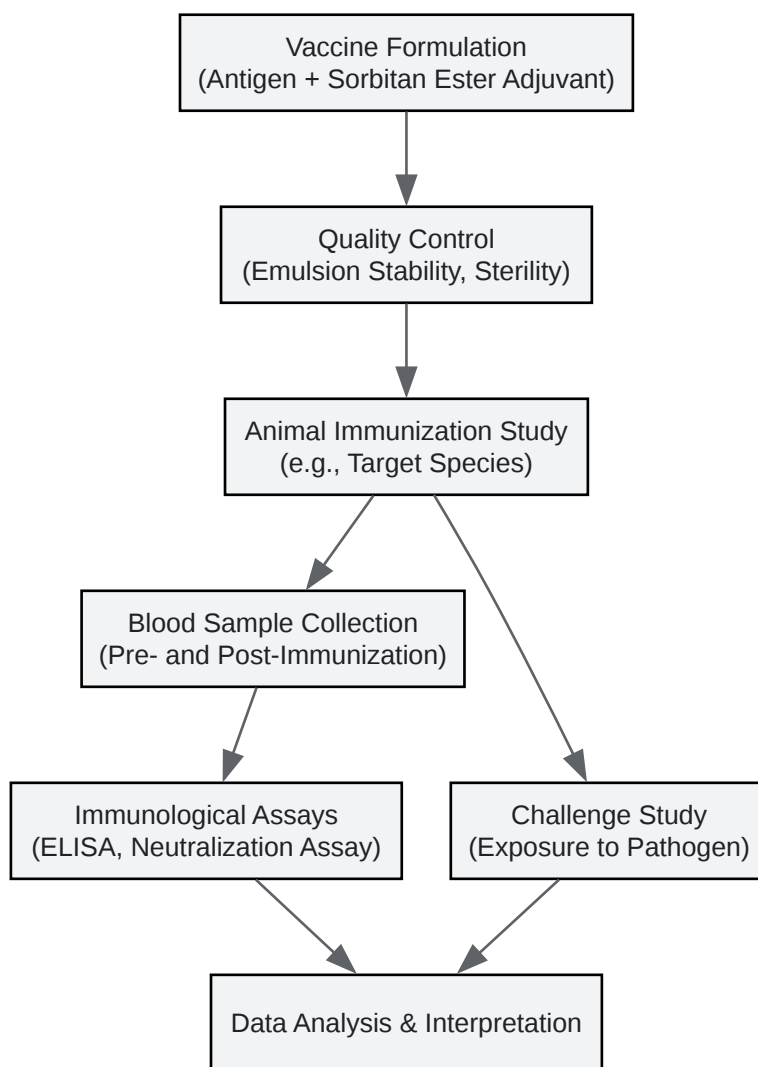 Vaccine Formulation
(Antigen + Sorbitan Ester Adjuvant)
Quality Control
(Emulsion Stability, Sterility)
Animal Immunization Study
(e.g., Target Species)
Blood Sample Collection
(Pre- and Post-Immunization)
Immunological Assays
(ELISA, Neutralization Assay)
Challenge Study
(Exposure to Pathogen)
Data Analysis & Interpretation